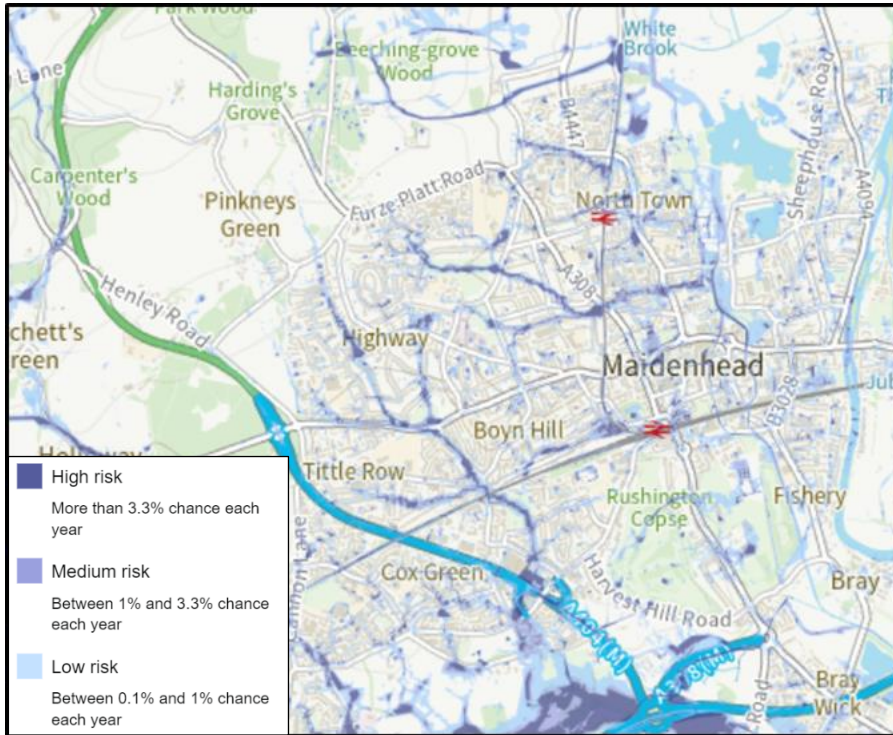 Park Wood
White
Brook
Beeching-grove
Wood
Lane
Harding's
Grove
B4447
Sheephouse Road
A4094
Carpenter's
Wood
Pinkneys
Green
Furze Platt Road
North Town
Henley Road
A308
chett's
reen
Highway
Maidenhead
Jub
B3028
Boyn Hill
Tittle Row
Rushington
Copse
Fishery
Cannon Lane
Cox Green
Harvest Hill Road
Bray
A404(M)
A308(M)
Road
Bray
Wick
High risk
More than 3.3% chance each
year
Medium risk
Between 1% and 3.3% chance
each year
Low risk
Between 0.1% and 1% chance
each year